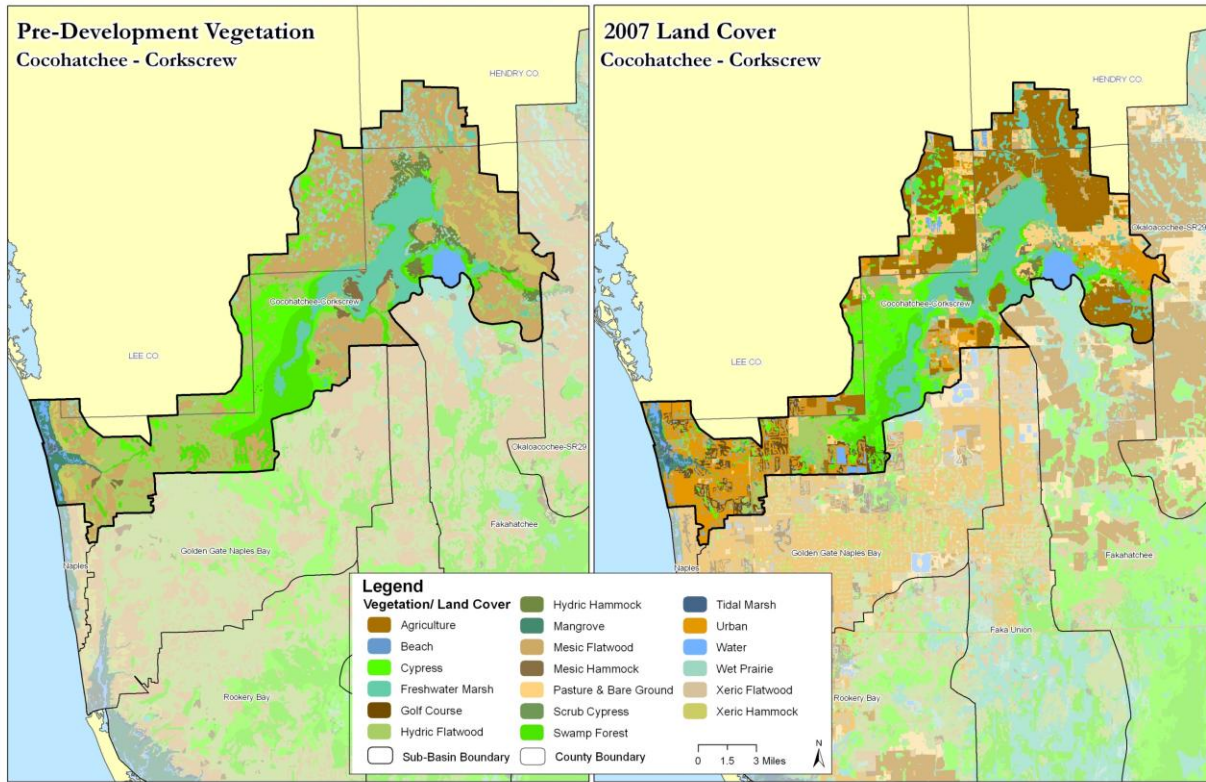 Pre-Development Vegetation
Cocohatchee - Corkscrew
HENDRY CO.
Cocohatchee-Corkscrew
LEE CO.
Okaloacochee-SR29
Fakahatchee
Golden Gate Naples Bay
Naples
Rookery Bay
2007 Land Cover
Cocohatchee - Corkscrew
HENDRY CO.
Okaloacochee-SR29
Cocohatchee-Corkscrew
LEE CO.
Golden Gate Naples Bay
Naples
Fakahatchee
Faka Union
Rookery Bay
Legend
Vegetation/ Land Cover
Agriculture
Beach
Cypress
Freshwater Marsh
Golf Course
Hydric Flatwood
Hydric Hammock
Mangrove
Mesic Flatwood
Mesic Hammock
Pasture & Bare Ground
Scrub Cypress
Swamp Forest
Tidal Marsh
Urban
Water
Wet Prairie
Xeric Flatwood
Xeric Hammock
Sub-Basin Boundary
County Boundary
0 1.5 3 Miles
N